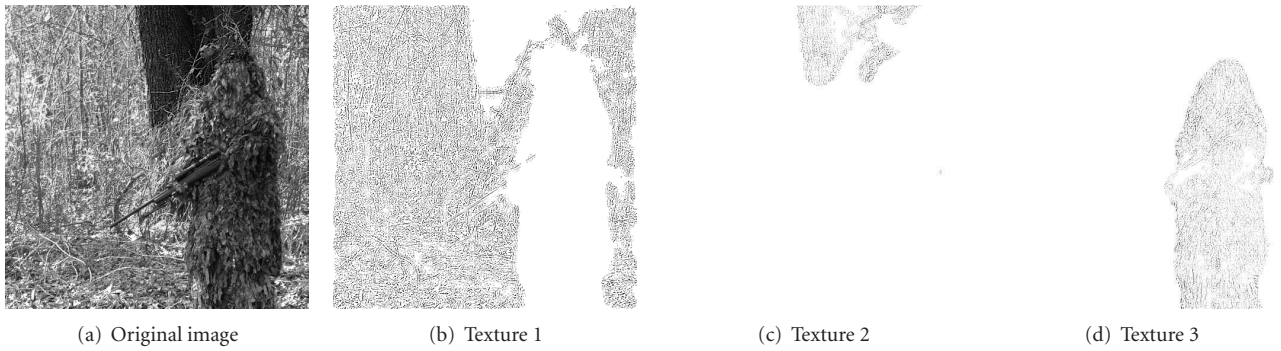 (a) Original image
(b) Texture 1
(c) Texture 2
(d) Texture 3